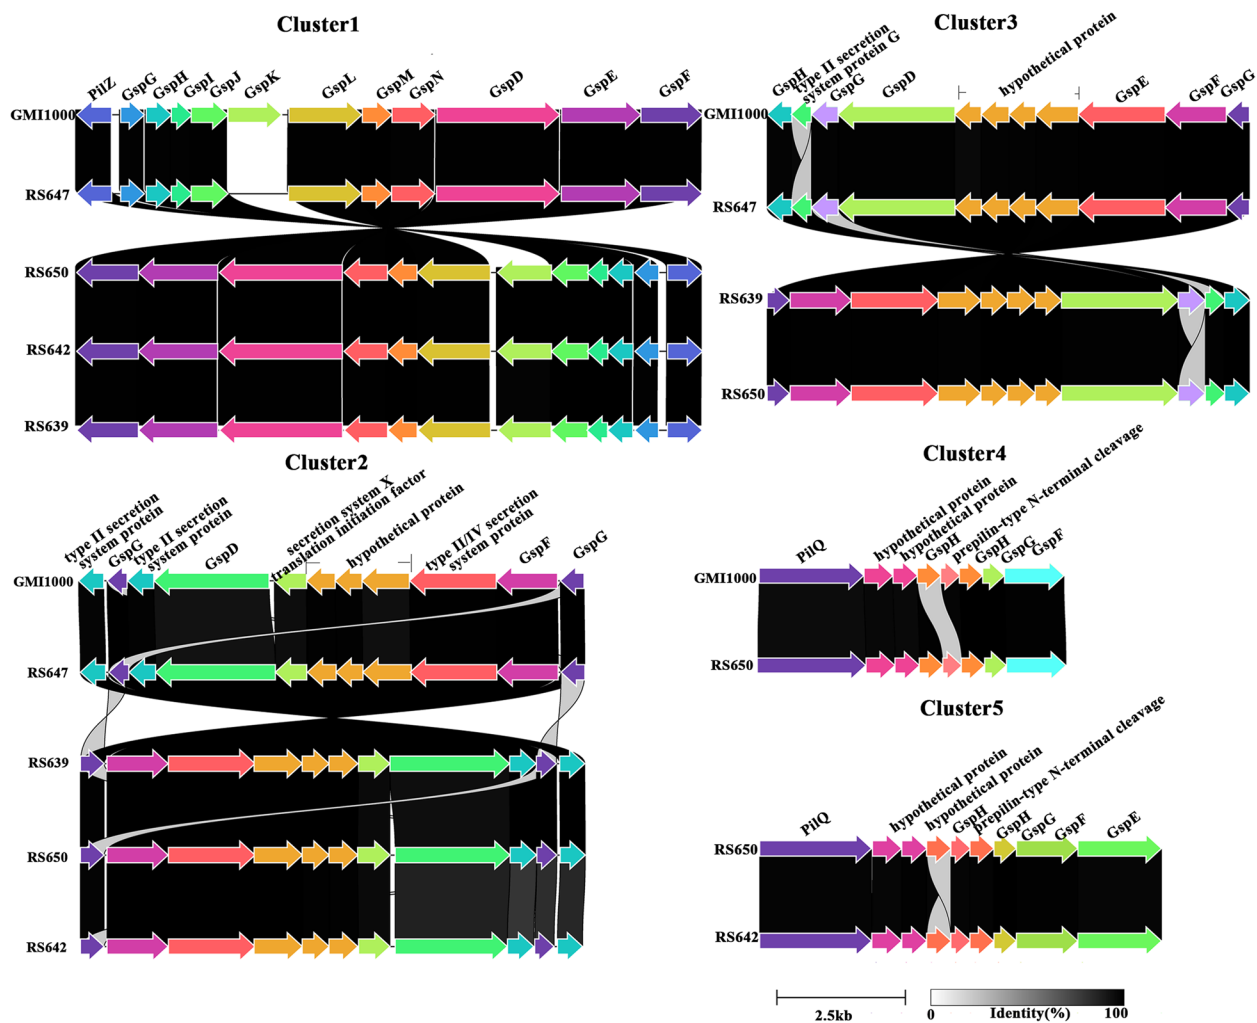 Cluster1
PilZ
GspG
GspH
GspI
GspJ
GspK
GspL
GspM
GspN
GspD
GspE
GspF
GMI1000
RS647
RS650
RS642
RS639
Cluster2
type II secretion
system protein
GspG
type II secretion
system protein
GspD
secretion system X
translation initiation factor
hypothetical protein
type II/IV secretion
system protein
GspF
GspG
GMI1000
RS647
RS639
RS650
RS642
Cluster3
GspH
type II secretion
system protein G
GspG
GspD
hypothetical protein
GspE
GspF
GspG
GMI1000
RS647
RS639
RS650
Cluster4
PilQ
hypothetical protein
hypothetical protein
GspH
prepilin-type N-terminal cleavage
GspH
GspG
GspF
GMI1000
RS650
Cluster5
PilQ
hypothetical protein
hypothetical protein
GspH
prepilin-type N-terminal cleavage
GspH
GspG
GspF
GspE
RS650
RS642
2.5kb
0 Identity(%) 100